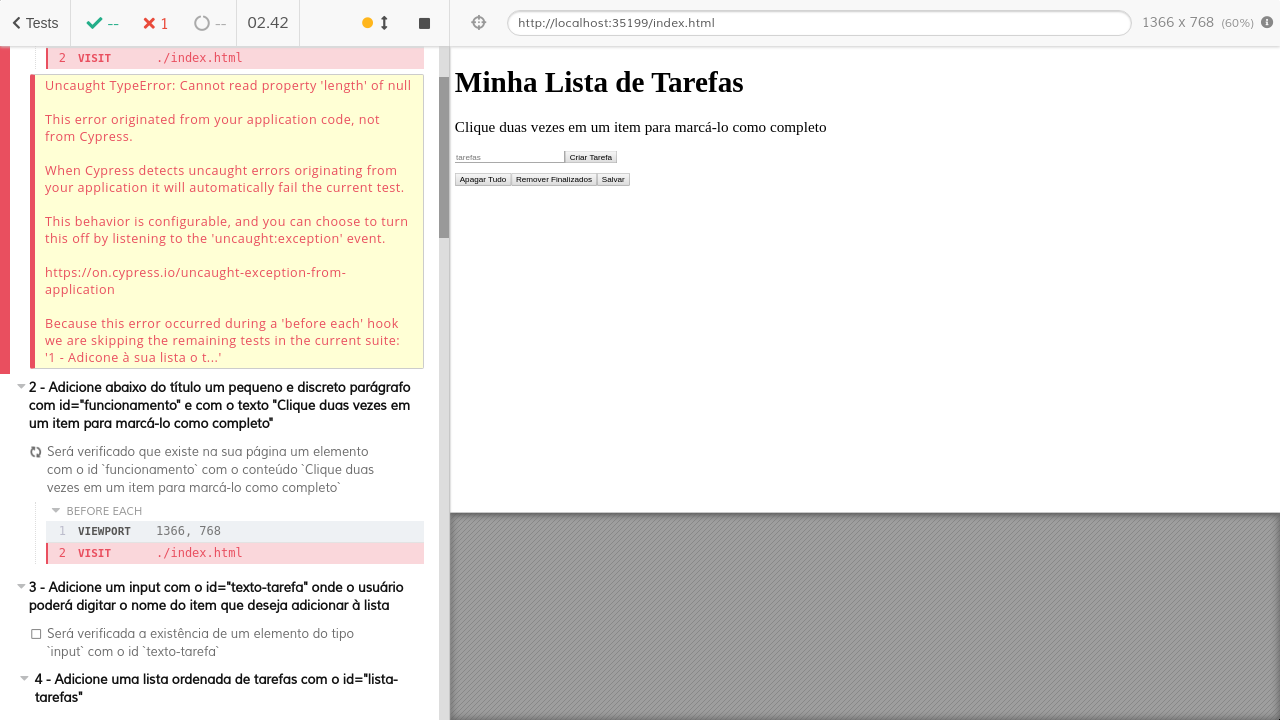 Tests
--
1
--
02.42
http://localhost:35199/index.html
1366 x 768 (60%)
2 VISIT ./index.html
Uncaught TypeError: Cannot read property 'length' of null
This error originated from your application code, not
from Cypress.
When Cypress detects uncaught errors originating from
your application it will automatically fail the current test.
This behavior is configurable, and you can choose to turn
this off by listening to the 'uncaught:exception' event.
https://on.cypress.io/uncaught-exception-from-
application
Because this error occurred during a 'before each' hook
we are skipping the remaining tests in the current suite:
'1 - Adicone à sua lista o t...'
2 - Adicione abaixo do título um pequeno e discreto parágrafo
com id="funcionamento" e com o texto "Clique duas vezes em
um item para marcá-lo como completo"
Será verificado que existe na sua página um elemento
com o id `funcionamento` com o conteúdo `Clique duas
vezes em um item para marcá-lo como completo`
BEFORE EACH
1 VIEWPORT 1366, 768
2 VISIT ./index.html
3 - Adicione um input com o id="texto-tarefa" onde o usuário
poderá digitar o nome do item que deseja adicionar à lista
Será verificada a existência de um elemento do tipo
`input` com o id `texto-tarefa`
4 - Adicione uma lista ordenada de tarefas com o id="lista-
tarefas"
Minha Lista de Tarefas
Clique duas vezes em um item para marcá-lo como completo
tarefas Criar Tarefa
Apagar Tudo Remover Finalizados Salvar